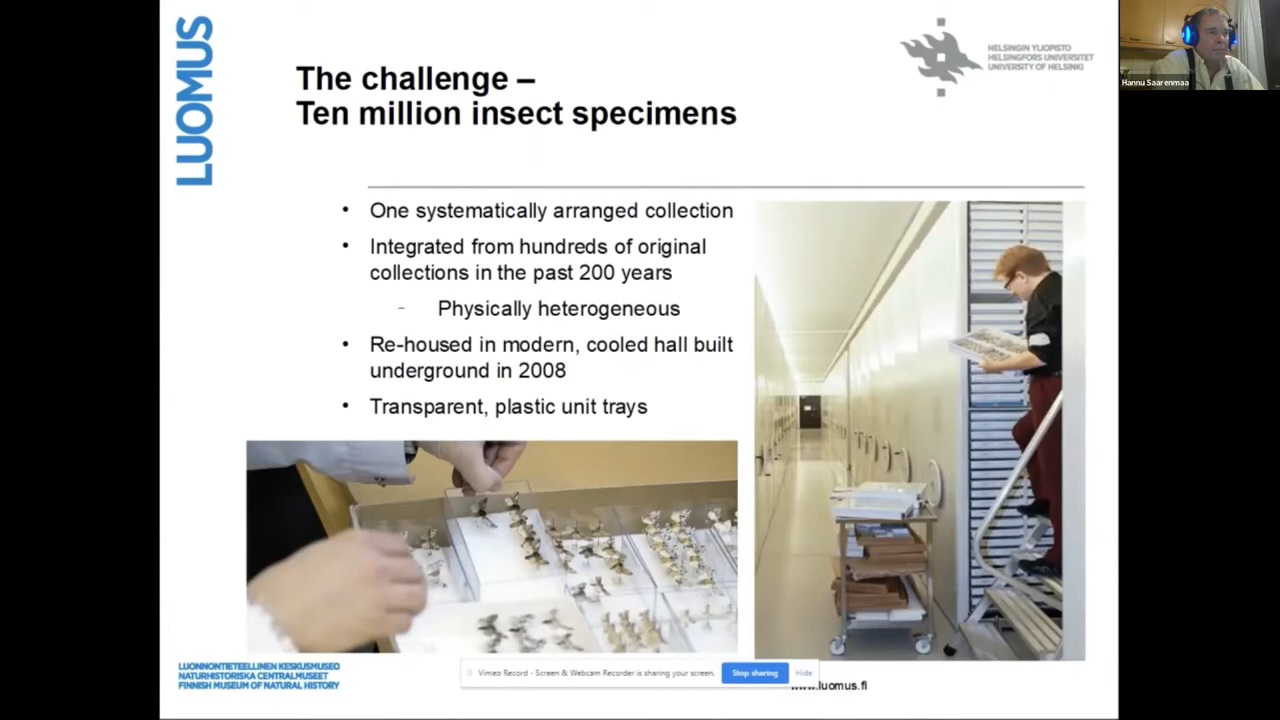 LUOMUS
The challenge –
Ten million insect specimens
HELSINGIN YLIOPISTO
HELSINGFORS UNIVERSITET
UNIVERSITY OF HELSINKI
Hannu Saarenmaa
• One systematically arranged collection
• Integrated from hundreds of original
collections in the past 200 years
- Physically heterogeneous
• Re-housed in modern, cooled hall built
underground in 2008
• Transparent, plastic unit trays
LUONNONTIETEELLINEN KESKUSMUSEO
NATURHISTORISKA CENTRALMUSEET
FINNISH MUSEUM OF NATURAL HISTORY
Vimeo Record - Screen & Webcam Recorder is sharing your screen.
Stop sharing
Hide
www.luomus.fi